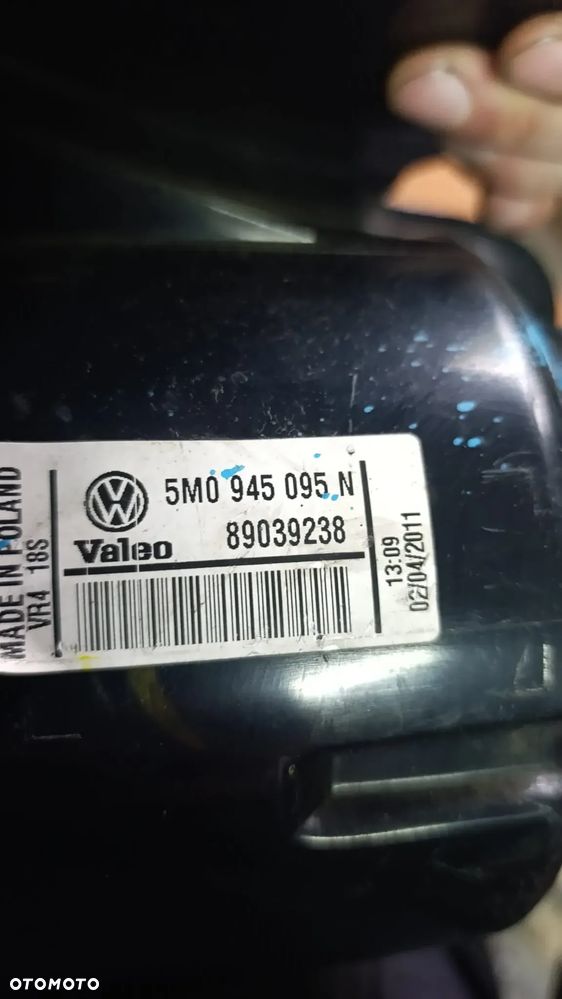 MADE IN POLAND
VR4 18S
5M0 945 095 N
89039238
Valeo
13:09
02/04/2011
OTOMOTO